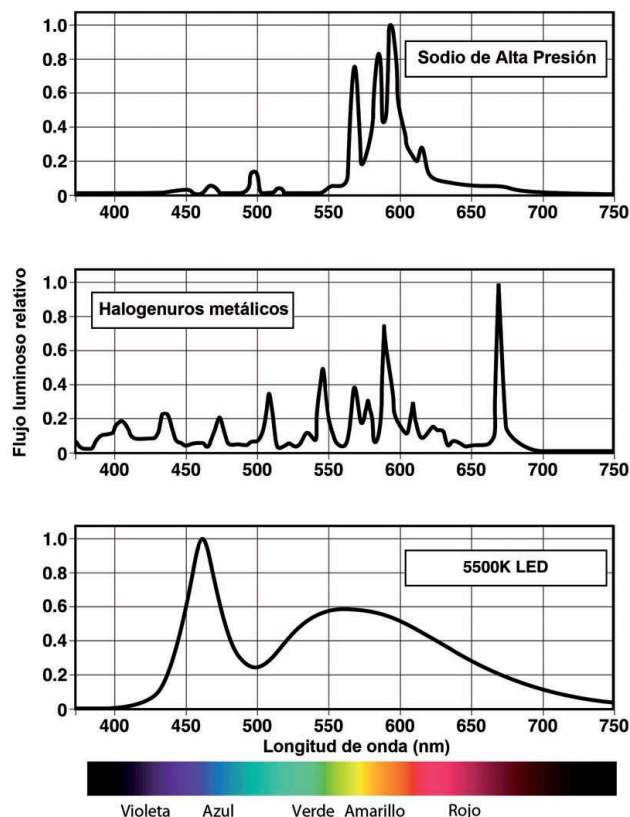 1.0
Sodio de Alta Presión
0.8
0.6
0.4
0.2
0
400 450 500 550 600 650 700 750
Flujo luminoso relativo
1.0
Halogenuros metálicos
0.8
0.6
0.4
0.2
0
400 450 500 550 600 650 700 750
1.0
5500K LED
0.8
0.6
0.4
0.2
0
400 450 500 550 600 650 700 750
Longitud de onda (nm)
Violeta Azul Verde Amarillo Rojo